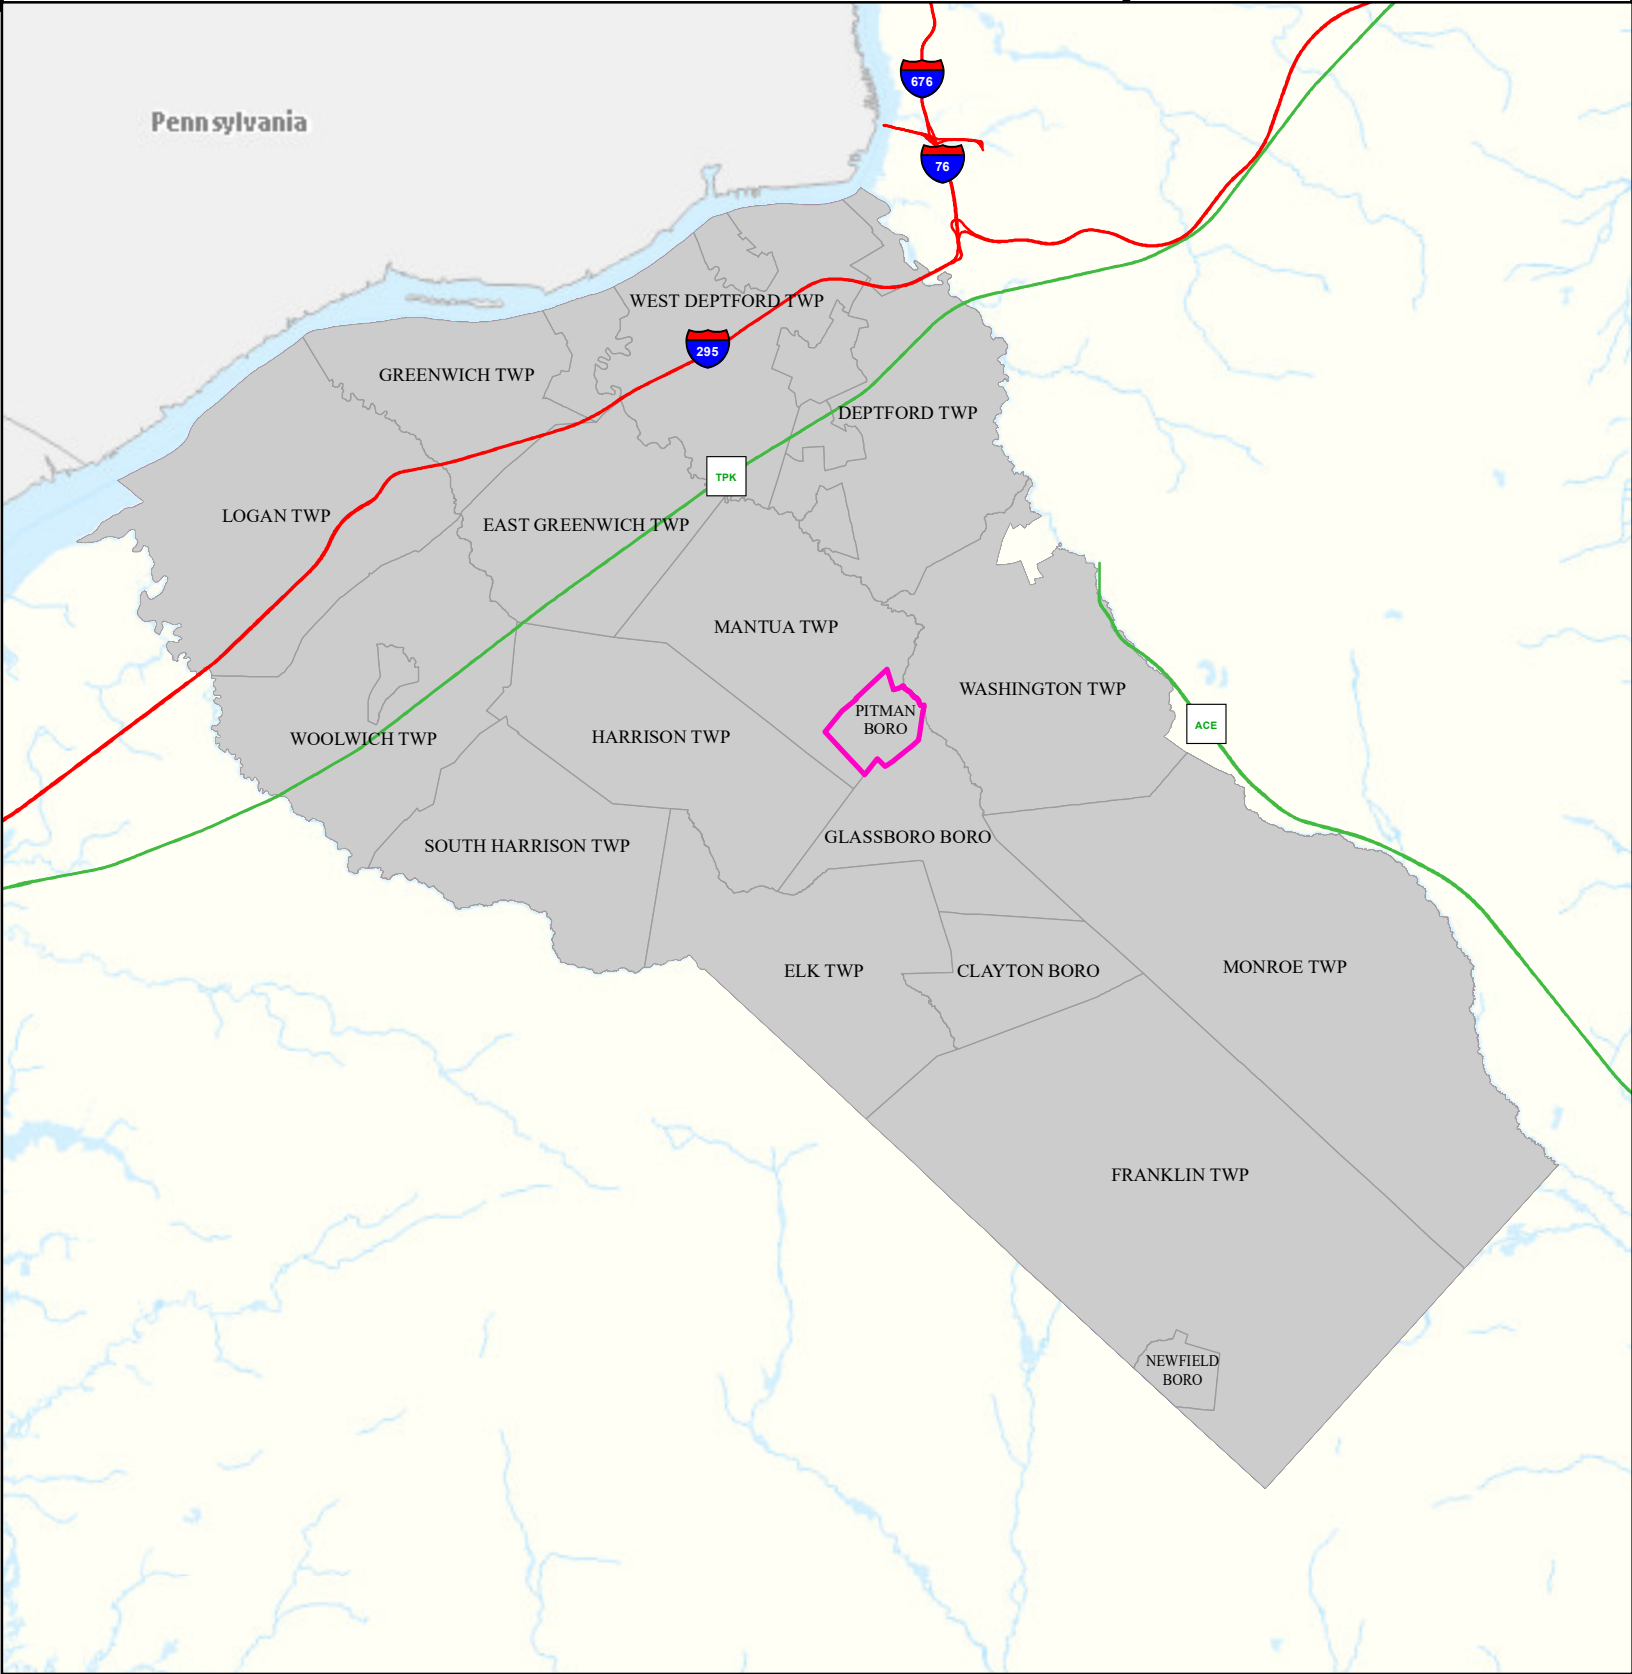 676
Pennsylvania
76
WEST DEPTFORD TWP
295
GREENWICH TWP
DEPTFORD TWP
TPK
LOGAN TWP
EAST GREENWICH TWP
MANTUA TWP
WASHINGTON TWP
PITMAN
BORO
ACE
WOOLWICH TWP
HARRISON TWP
GLASSBORO BORO
SOUTH HARRISON TWP
ELK TWP
CLAYTON BORO
MONROE TWP
FRANKLIN TWP
NEWFIELD
BORO